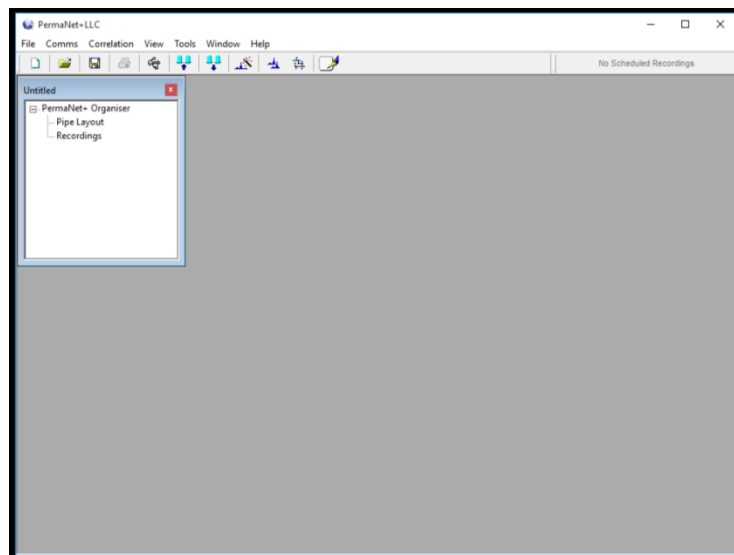 PermaNet+LLC
File Comms Correlation View Tools Window Help
No Scheduled Recordings
Untitled
PermaNet+ Organiser
Pipe Layout
Recordings